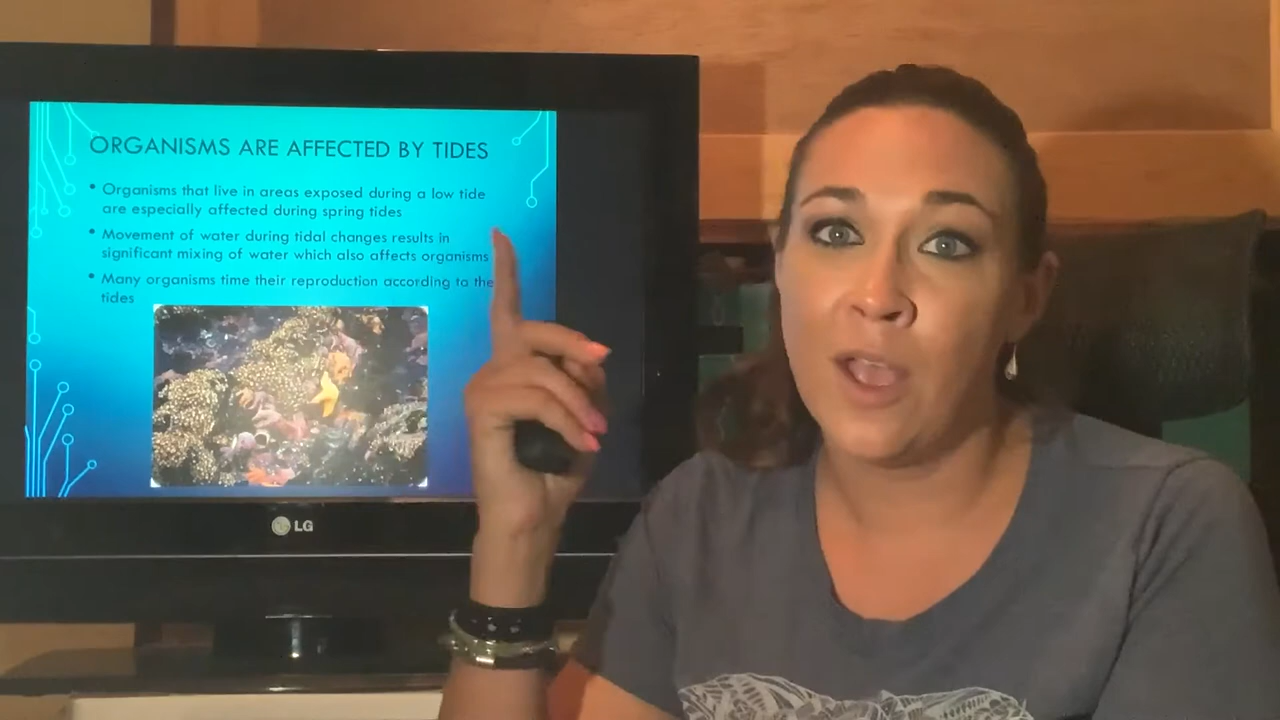 ORGANISMS ARE AFFECTED BY TIDES
• Organisms that live in areas exposed during a low tide
are especially affected during spring tides
• Movement of water during tidal changes results in
significant mixing of water which also affects organisms
• Many organisms time their reproduction according to the
tides
LG